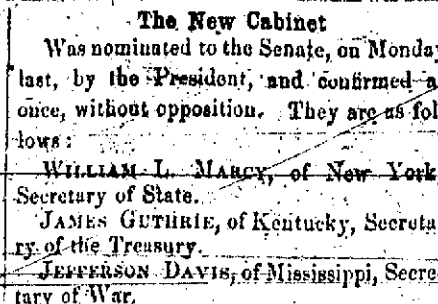 The New Cabinet
Was nominated to the Senate, on Monda
last, by the President, and confirmed a
once, without opposition. They are as fol
lows:
WILLIAM L. MARCY, of New York
Secretary of State.
JAMES GUTHRIE, of Kentucky, Secreta
ry of the Treasury.
JEFFERSON DAVIS, of Mississippi, Secre
tary of War.